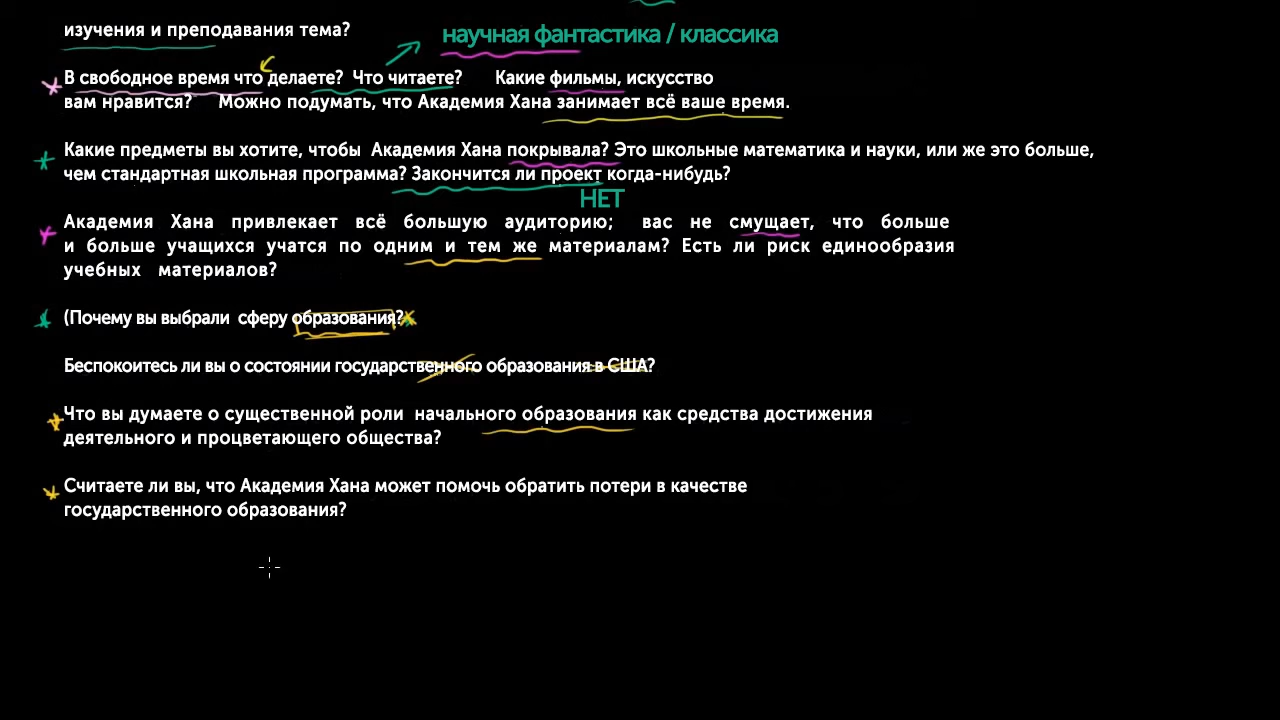 изучения и преподавания тема?
научная фантастика / классика
В свободное время что делаете? Что читаете? Какие фильмы, искусство
вам нравится? Можно подумать, что Академия Хана занимает всё ваше время.
Какие предметы вы хотите, чтобы Академия Хана покрывала? Это школьные математика и науки, или же это больше,
чем стандартная школьная программа? Закончится ли проект когда-нибудь?
НЕТ
Академия Хана привлекает всё большую аудиторию; вас не смущает, что больше
и больше учащихся учатся по одним и тем же материалам? Есть ли риск единообразия
учебных материалов?
(Почему вы выбрали сферу образования?
Беспокоитесь ли вы о состоянии государственного образования в США?
Что вы думаете о существенной роли начального образования как средства достижения
деятельного и процветающего общества?
Считаете ли вы, что Академия Хана может помочь обратить потери в качестве
государственного образования?